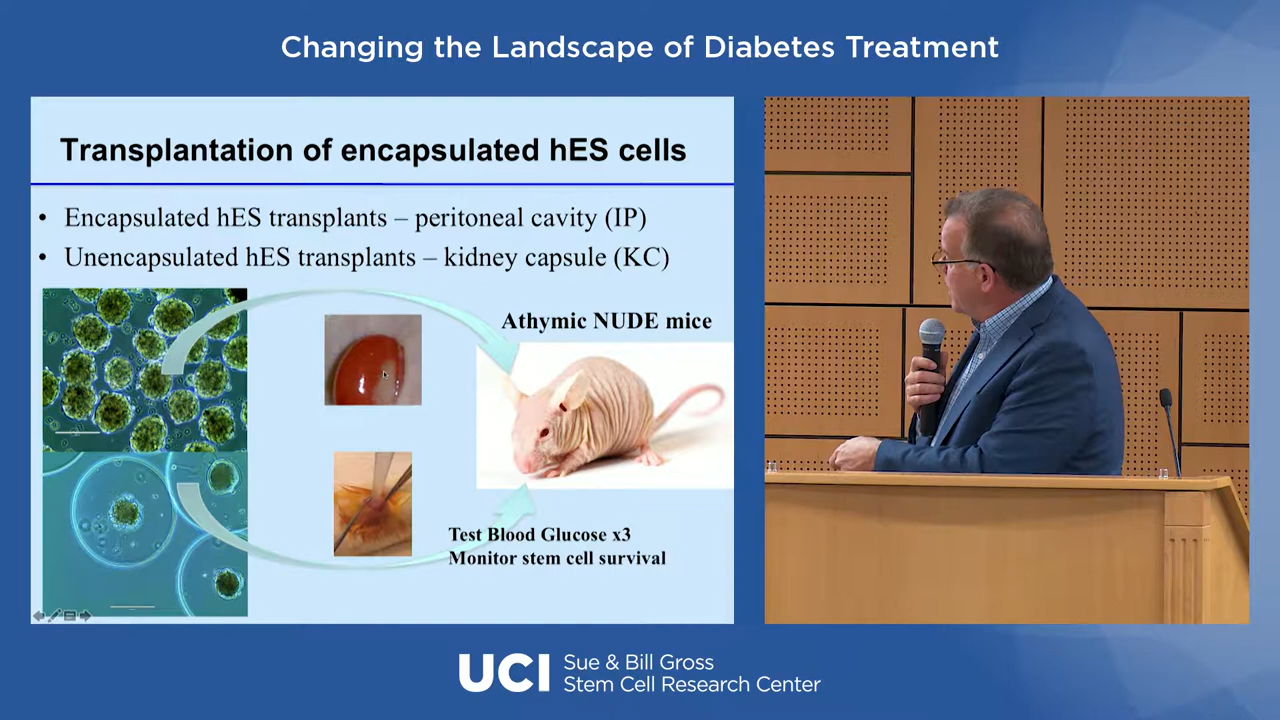 Changing the Landscape of Diabetes Treatment
Transplantation of encapsulated hES cells
• Encapsulated hES transplants – peritoneal cavity (IP)
• Unencapsulated hES transplants – kidney capsule (KC)
Athymic NUDE mice
Test Blood Glucose x3
Monitor stem cell survival
UCI Sue & Bill Gross
Stem Cell Research Center